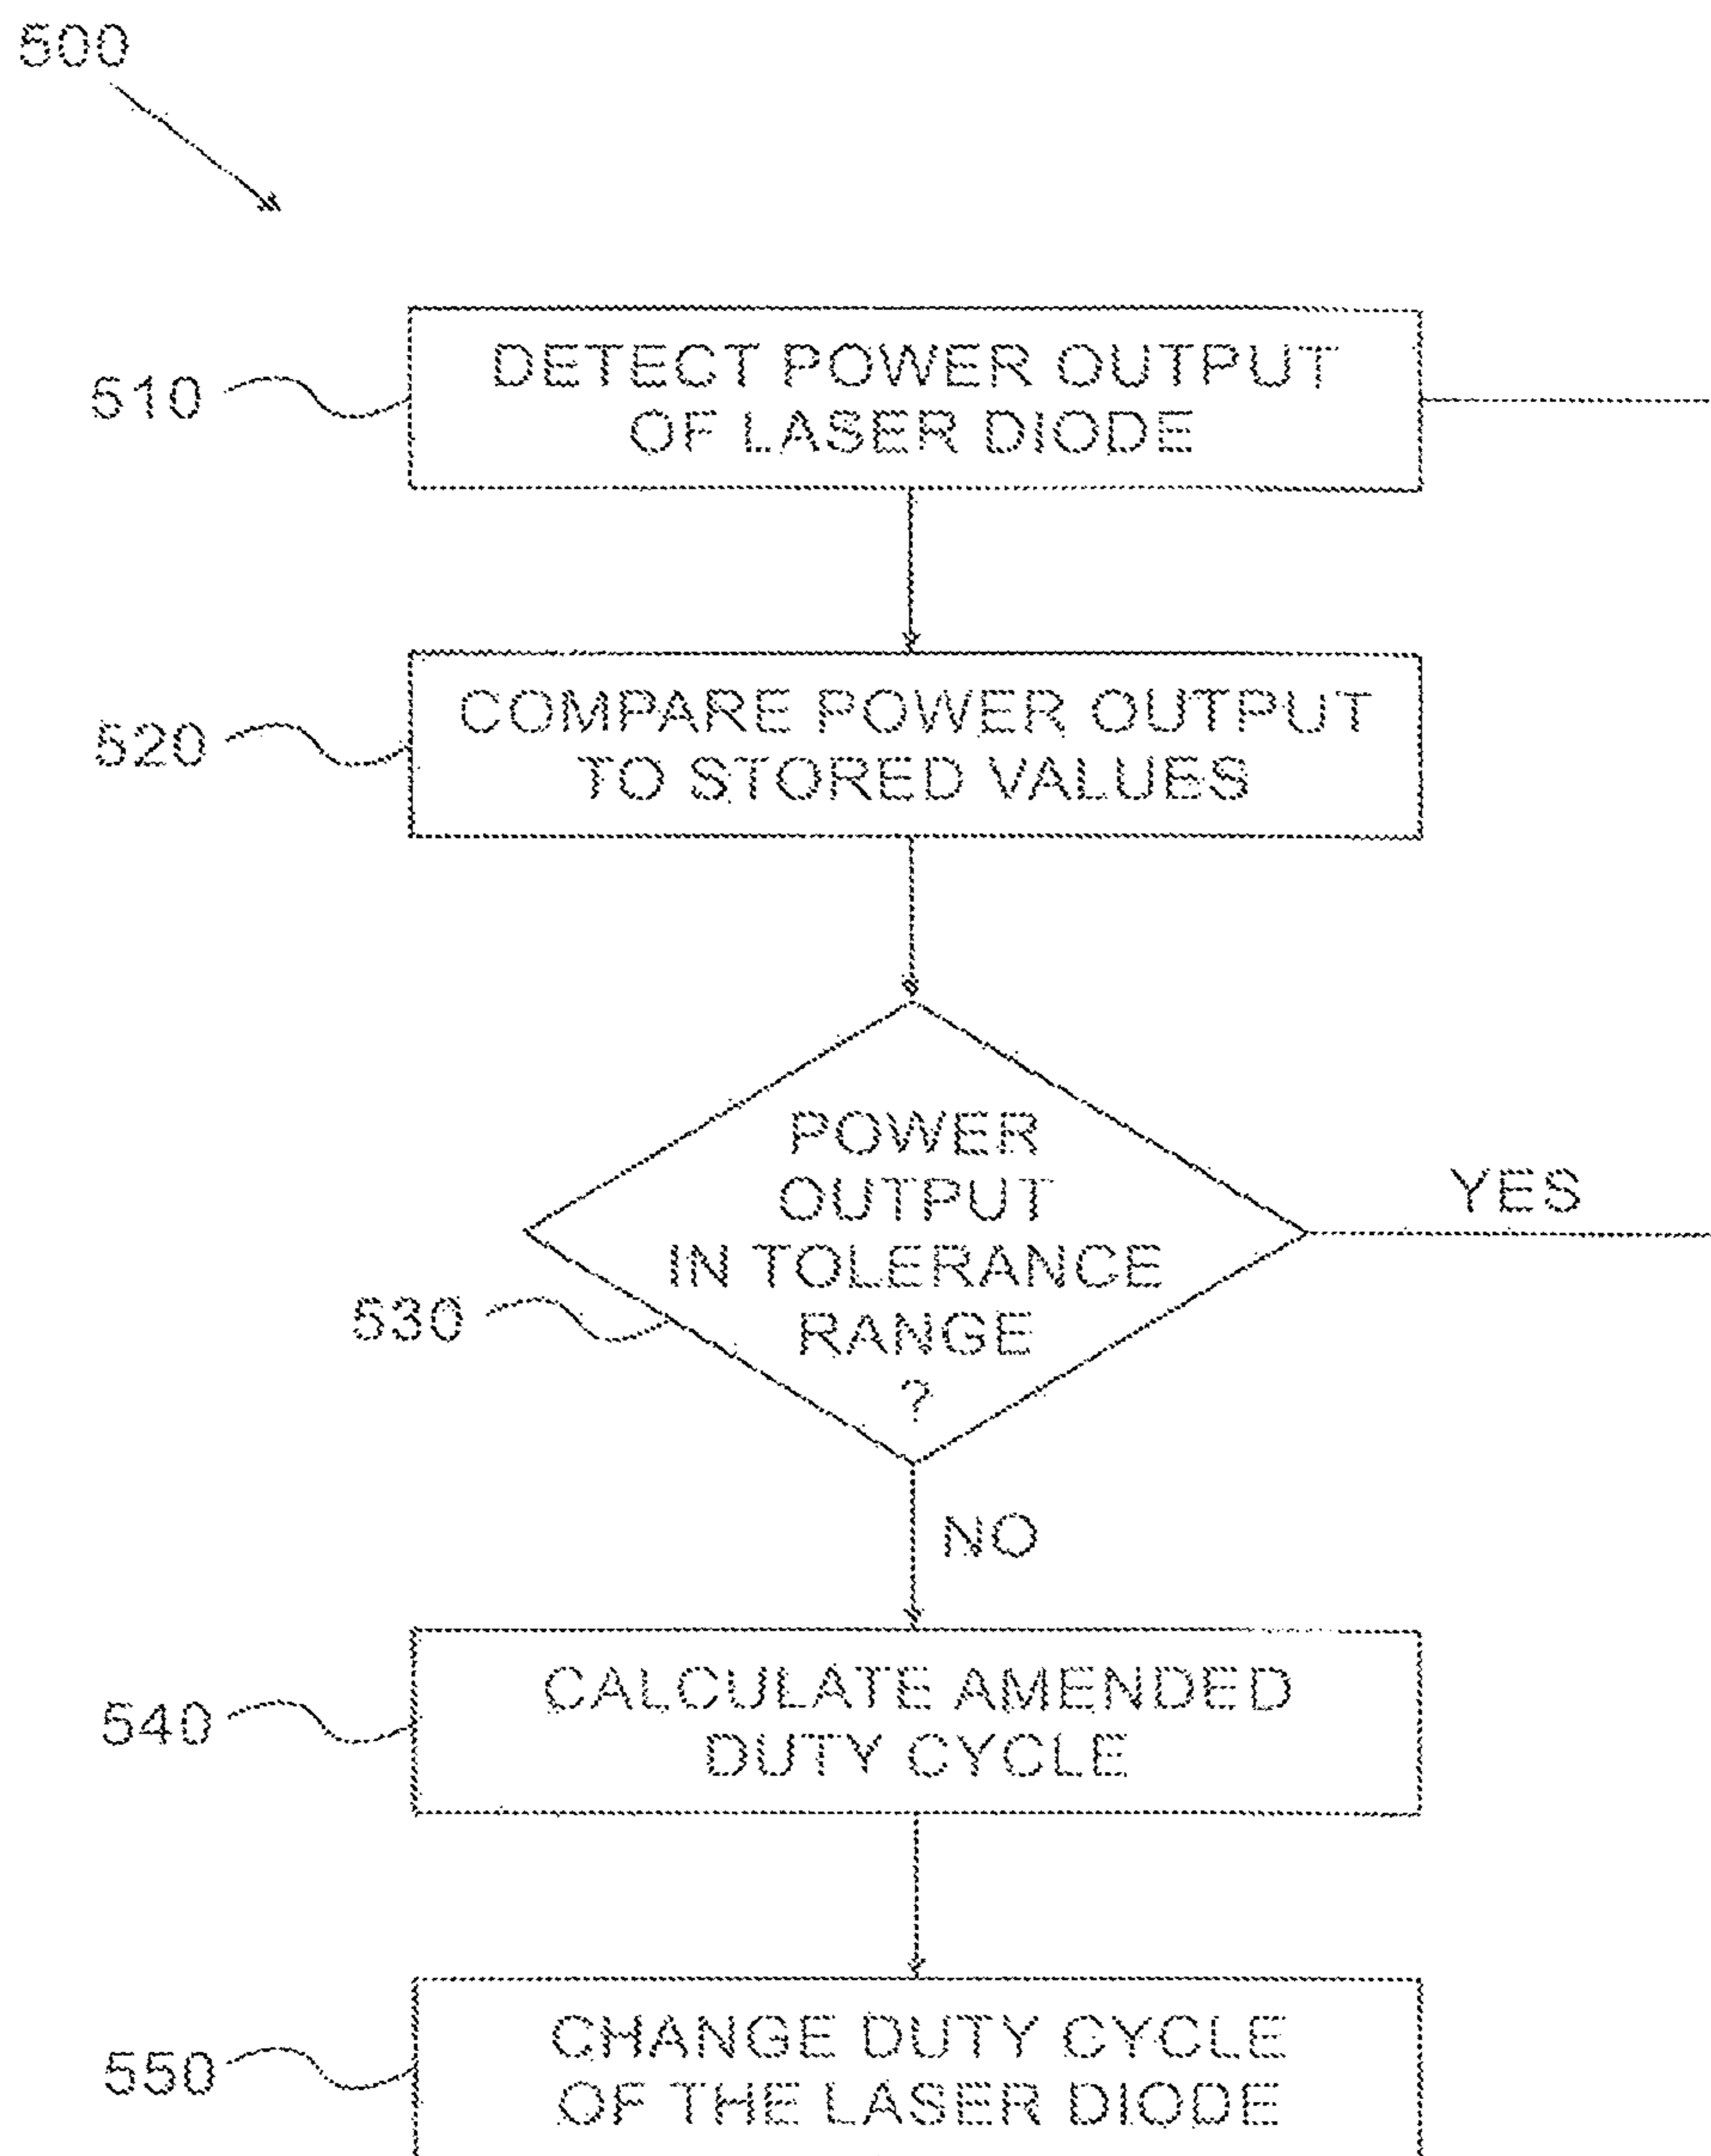 500
510
DETECT POWER OUTPUT
OF LASER DIODE
520
COMPARE POWER OUTPUT
TO STORED VALUES
530
POWER
OUTPUT
IN TOLERANCE
RANGE
?
YES
NO
540
CALCULATE AMENDED
DUTY CYCLE
550
CHANGE DUTY CYCLE
OF THE LASER DIODE